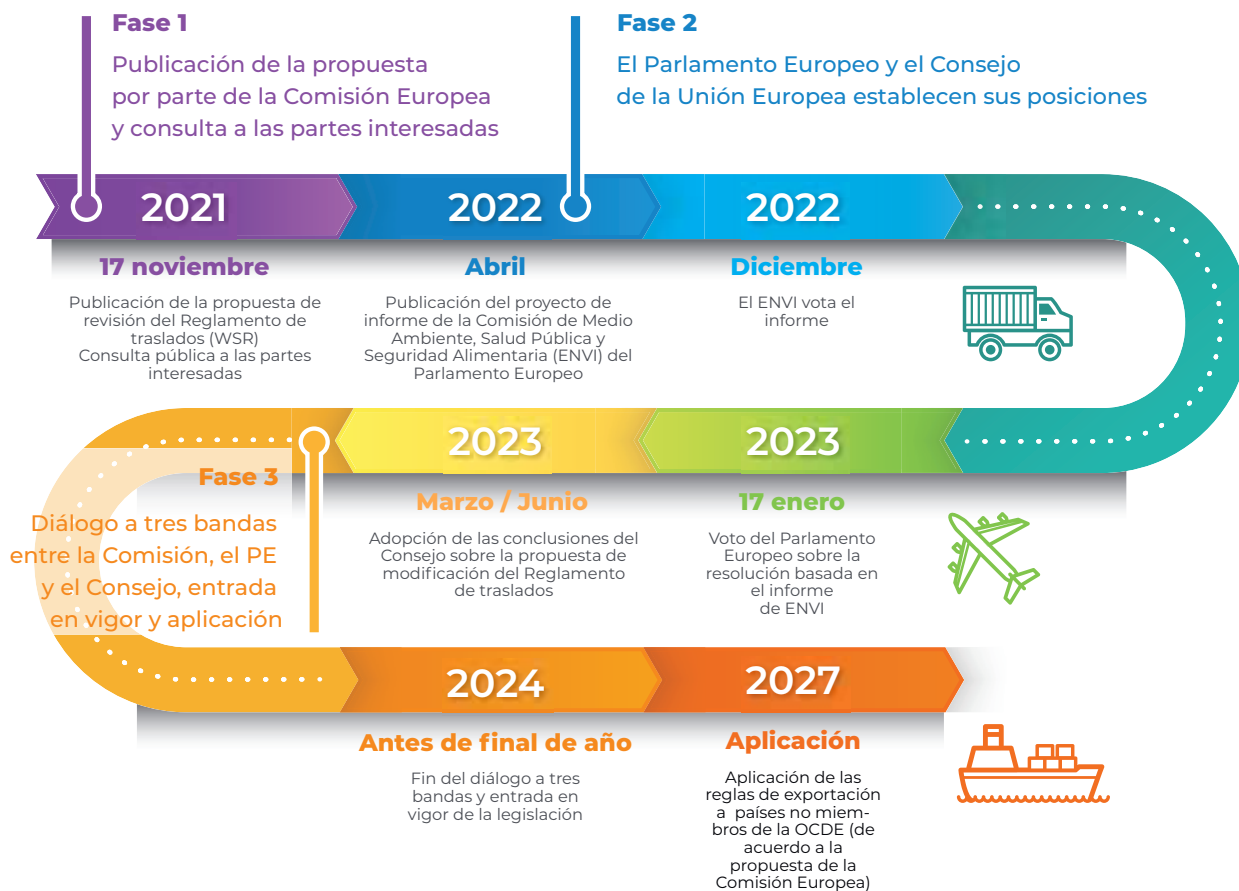 Fase 1
Publicación de la propuesta
por parte de la Comisión Europea
y consulta a las partes interesadas
Fase 2
El Parlamento Europeo y el Consejo
de la Unión Europea establecen sus posiciones
2021
17 noviembre
Publicación de la propuesta de
revisión del Reglamento de
traslados (WSR)
Consulta pública a las partes
interesadas
2022
Abril
Publicación del proyecto de
informe de la Comisión de Medio
Ambiente, Salud Pública y
Seguridad Alimentaria (ENVI) del
Parlamento Europeo
2022
Diciembre
El ENVI vota el
informe
2023
17 enero
Voto del Parlamento
Europeo sobre la
resolución basada en
el informe
de ENVI
2023
Marzo / Junio
Adopción de las conclusiones del
Consejo sobre la propuesta de
modificación del Reglamento
de traslados
Fase 3
Diálogo a tres bandas
entre la Comisión, el PE
y el Consejo, entrada
en vigor y aplicación
2024
Antes de final de año
Fin del diálogo a tres
bandas y entrada en
vigor de la legislación
2027
Aplicación
Aplicación de las
reglas de exportación
a países no miem-
bros de la OCDE (de
acuerdo a la
propuesta de la
Comisión Europea)